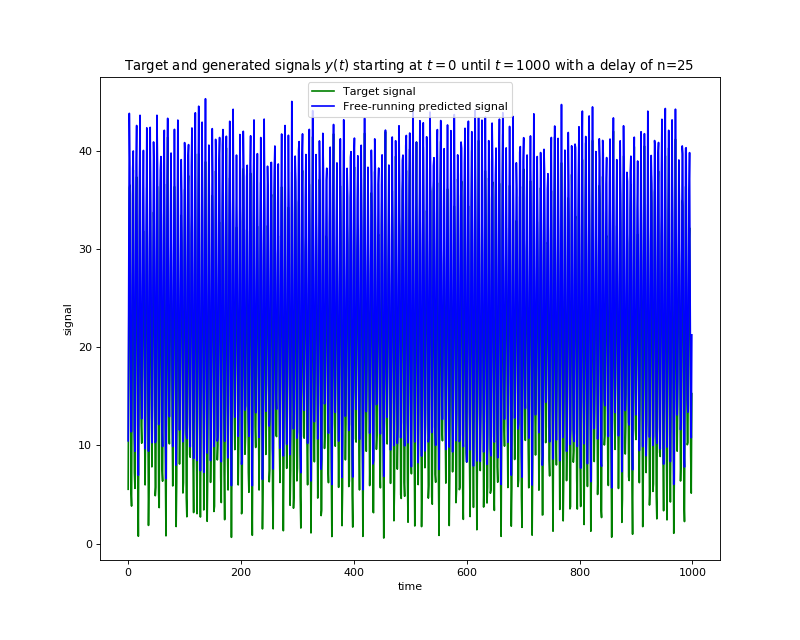 Target and generated signals y(t) starting at t = 0 until t = 1000 with a delay of n=25
Target signal
Free-running predicted signal
40
30
20
10
0
signal
0 200 400 600 800 1000
time